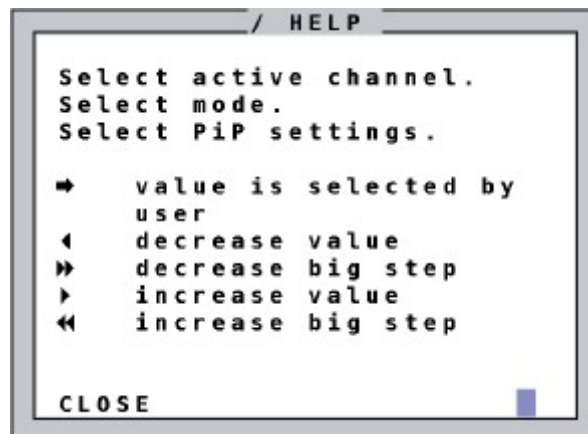 / HELP
Select active channel.
Select mode.
Select PiP settings.
➡ value is selected by
user
◀ decrease value
▶▶ decrease big step
▶ increase value
◀◀ increase big step
CLOSE